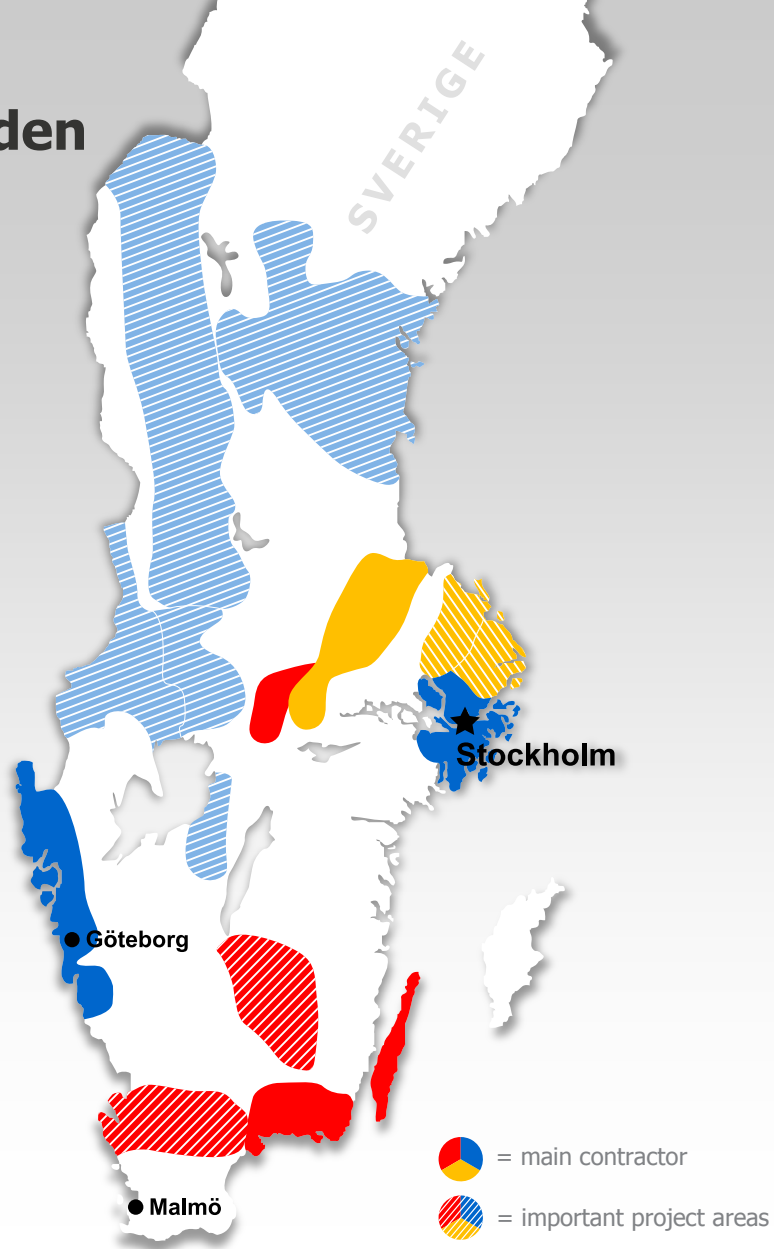 den
SVERIGE
Stockholm
Göteborg
Malmö
= main contractor
= important project areas